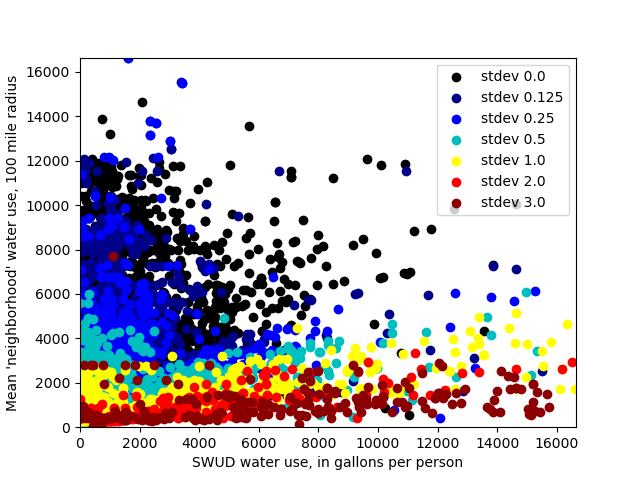 16000
14000
12000
10000
8000
6000
4000
2000
0
Mean 'neighborhood' water use, 100 mile radius
stdev 0.0
stdev 0.125
stdev 0.25
stdev 0.5
stdev 1.0
stdev 2.0
stdev 3.0
0 2000 4000 6000 8000 10000 12000 14000 16000
SWUD water use, in gallons per person